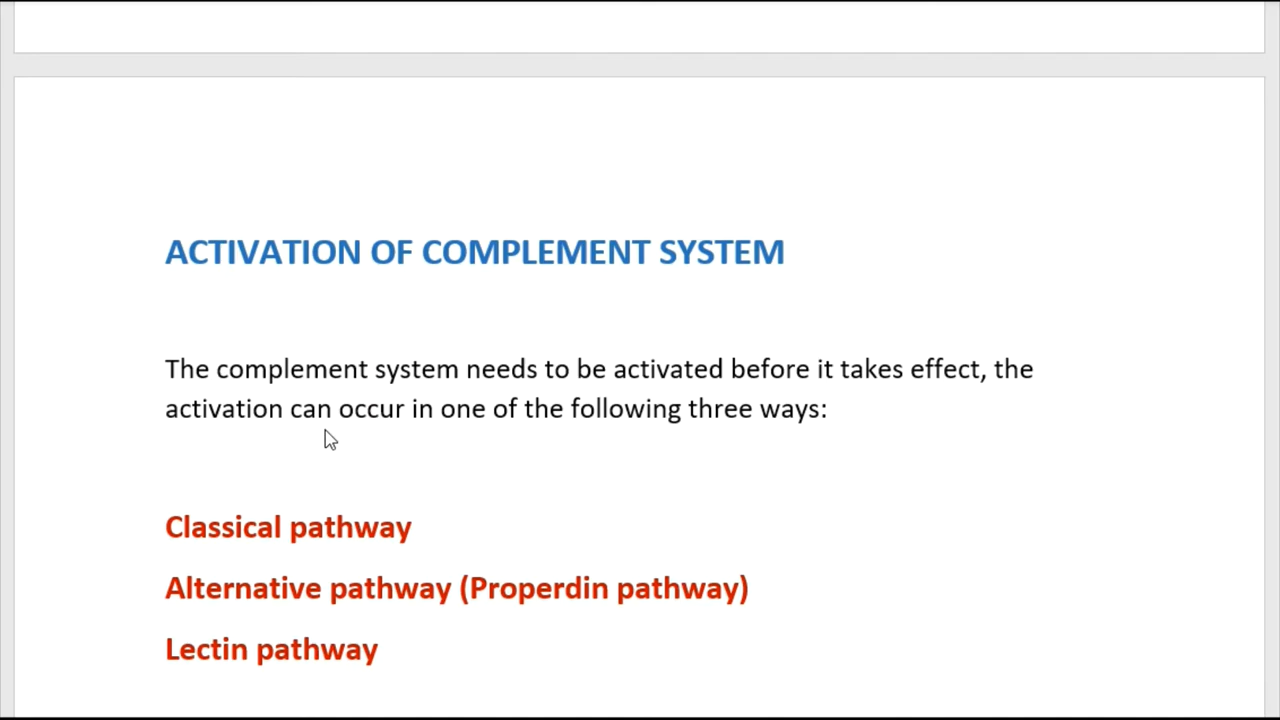 ACTIVATION OF COMPLEMENT SYSTEM
The complement system needs to be activated before it takes effect, the
activation can occur in one of the following three ways:
Classical pathway
Alternative pathway (Properdin pathway)
Lectin pathway